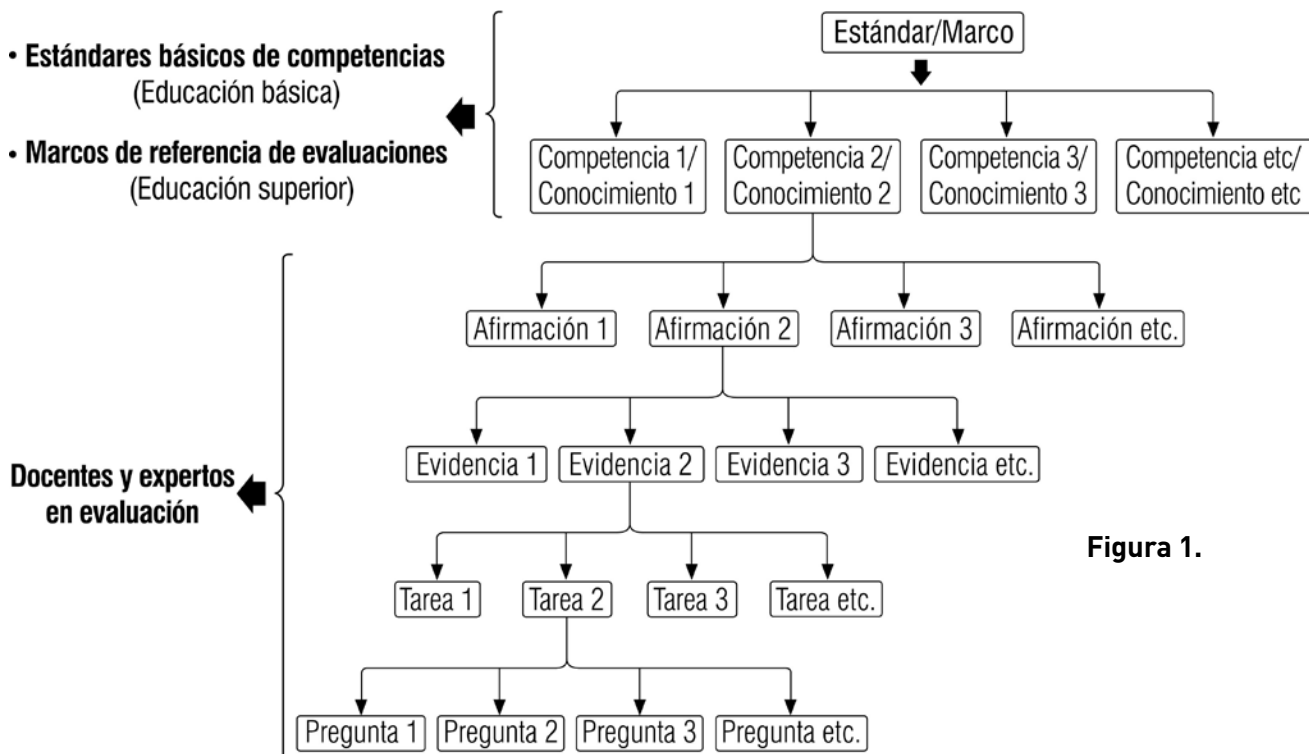 Estándar/Marco
• Estándares básicos de competencias
(Educación básica)
• Marcos de referencia de evaluaciones
(Educación superior)
Competencia 1/
Conocimiento 1
Competencia 2/
Conocimiento 2
Competencia 3/
Conocimiento 3
Competencia etc/
Conocimiento etc
Afirmación 1
Afirmación 2
Afirmación 3
Afirmación etc.
Evidencia 1
Evidencia 2
Evidencia 3
Evidencia etc.
Docentes y expertos
en evaluación
Figura 1.
Tarea 1
Tarea 2
Tarea 3
Tarea etc.
Pregunta 1
Pregunta 2
Pregunta 3
Pregunta etc.